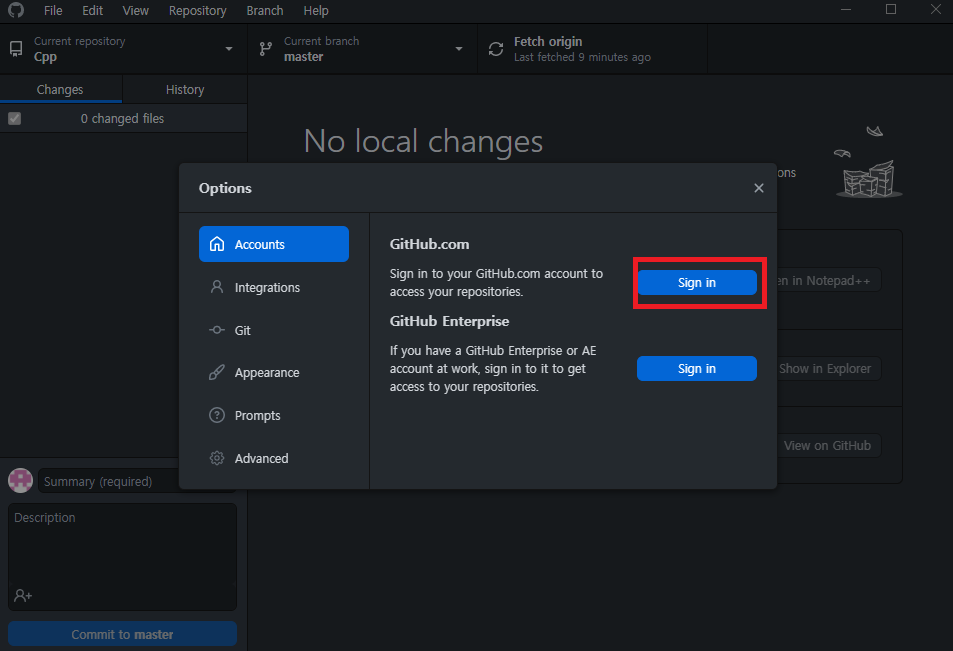 File Edit View Repository Branch Help
Current repository
Cpp
Current branch
master
Fetch origin
Last fetched 9 minutes ago
Changes History
0 changed files
No local changes
Options
Accounts
Integrations
Git
Appearance
Prompts
Advanced
GitHub.com
Sign in to your GitHub.com account to
access your repositories.
Sign in
GitHub Enterprise
If you have a GitHub Enterprise or AE
account at work, sign in to it to get
access to your repositories.
Sign in
ons
en in Notepad++
Show in Explorer
View on GitHub
Summary (required)
Description
Commit to master